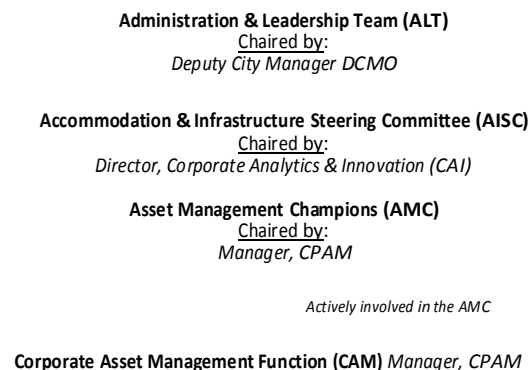 Administration & Leadership Team (ALT)
Chaired by:
Deputy City Manager DCMO
Accommodation & Infrastructure Steering Committee (AISC)
Chaired by:
Director, Corporate Analytics & Innovation (CAI)
Asset Management Champions (AMC)
Chaired by:
Manager, CPAM
Actively involved in the AMC
Corporate Asset Management Function (CAM) Manager, CPAM